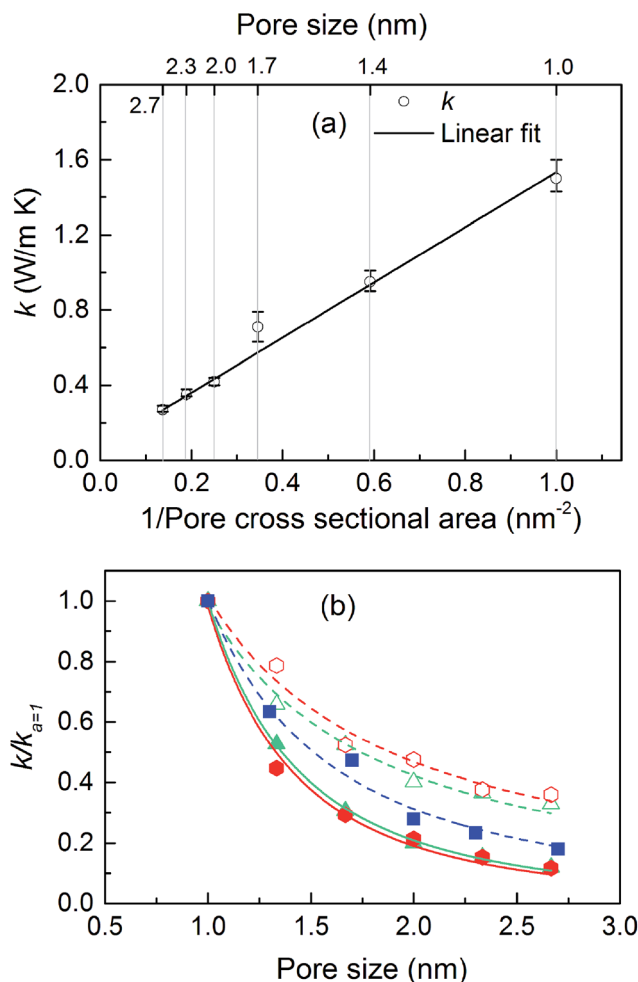 Pore size (nm)
2.7 2.3 2.0 1.7 1.4 1.0
2.0
(a)
k
Linear fit
1.6
1.2
0.8
0.4
0.0
k (W/m K)
0.0 0.2 0.4 0.6 0.8 1.0
1/Pore cross sectional area (nm⁻²)
(b)
1.0
0.8
0.6
0.4
0.2
0.0
k/kₐ₌₁
0.5 1.0 1.5 2.0 2.5 3.0
Pore size (nm)